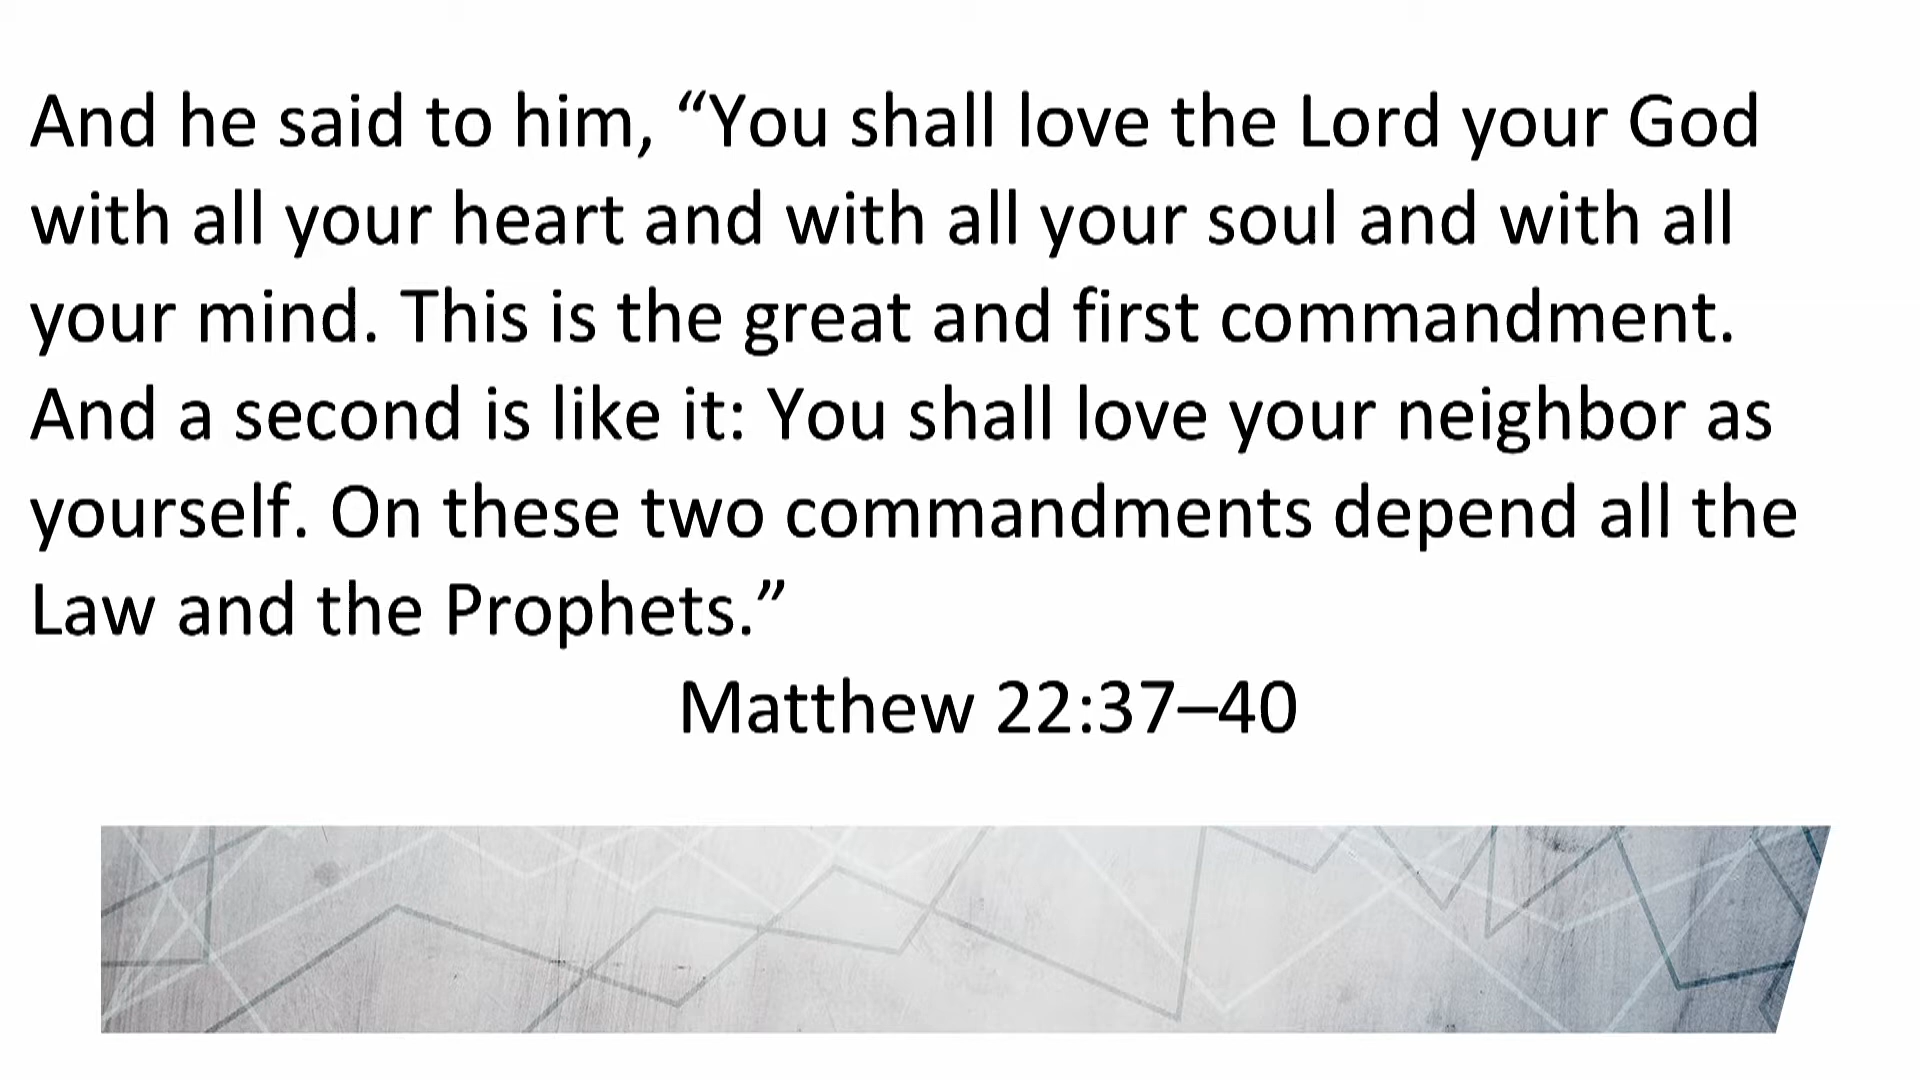 And he said to him, “You shall love the Lord your God
with all your heart and with all your soul and with all
your mind. This is the great and first commandment.
And a second is like it: You shall love your neighbor as
yourself. On these two commandments depend all the
Law and the Prophets.”
Matthew 22:37–40